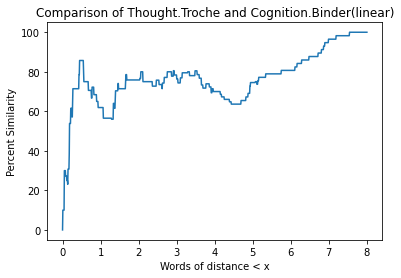 Comparison of Thought.Troche and Cognition.Binder(linear)
100
80
60
40
20
0
Percent Similarity
0 1 2 3 4 5 6 7 8
Words of distance < x